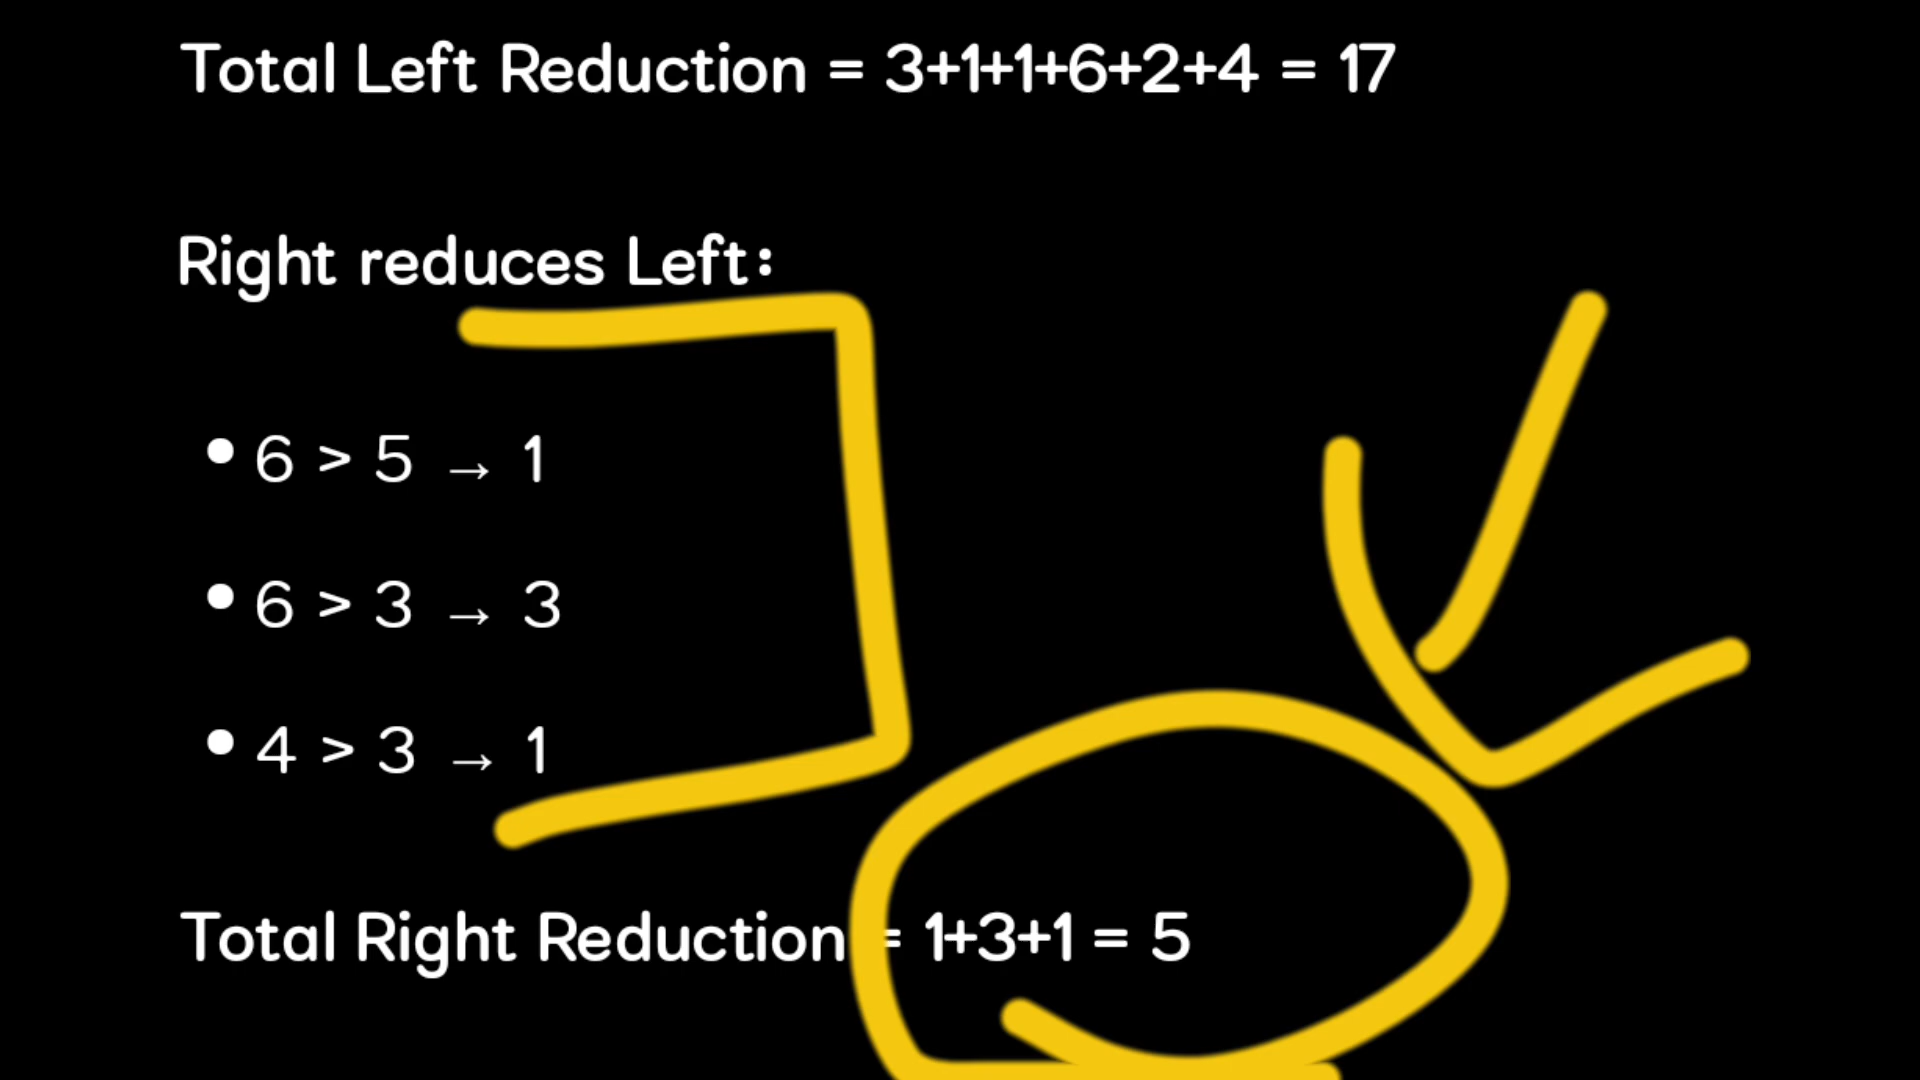 Total Left Reduction = 3+1+1+6+2+4 = 17
Right reduces Left:
• 6 > 5 → 1
• 6 > 3 → 3
• 4 > 3 → 1
Total Right Reduction = 1+3+1 = 5